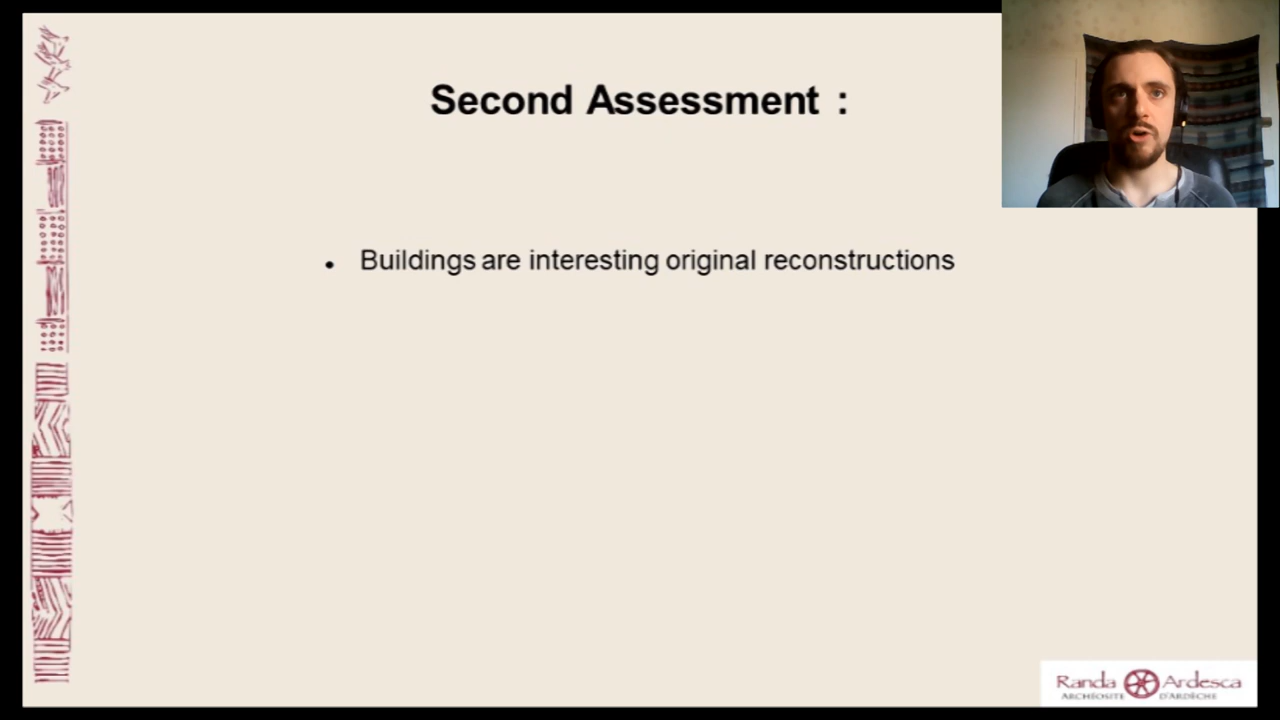 Second Assessment :
• Buildings are interesting original reconstructions
Randa Ardesca
ARCHÉOSITE D'ARDÈCHE